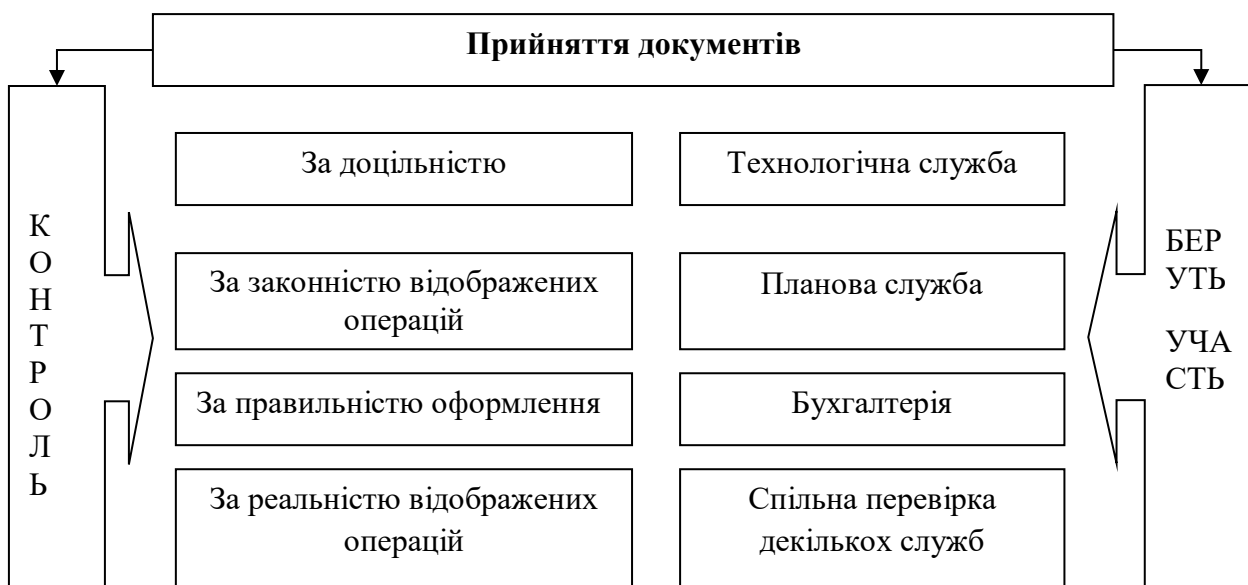 Прийняття документів
К
О
Н
Т
Р
О
Л
Ь
За доцільністю
Технологічна служба
За законністю відображених
операцій
Планова служба
За правильністю оформлення
Бухгалтерія
За реальністю відображених
операцій
Спільна перевірка
декількох служб
БЕР
УТЬ
УЧА
СТЬ